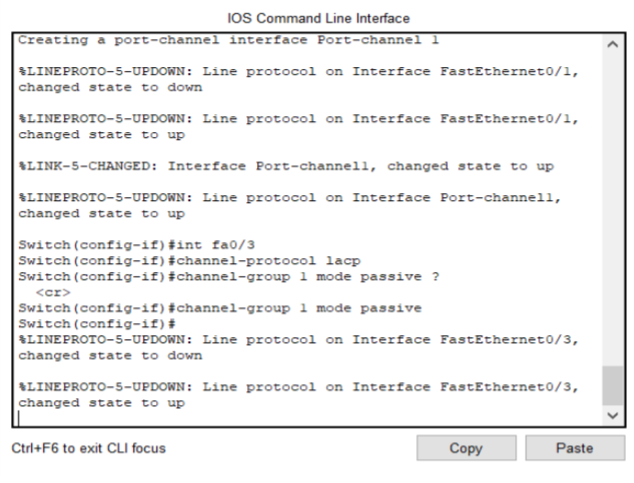 IOS Command Line Interface
Creating a port-channel interface Port-channel 1
%LINEPROTO-5-UPDOWN: Line protocol on Interface FastEthernet0/1,
changed state to down
%LINEPROTO-5-UPDOWN: Line protocol on Interface FastEthernet0/1,
changed state to up
%LINK-5-CHANGED: Interface Port-channel1, changed state to up
%LINEPROTO-5-UPDOWN: Line protocol on Interface Port-channel1,
changed state to up
Switch(config-if)#int fa0/3
Switch(config-if)#channel-protocol lacp
Switch(config-if)#channel-group 1 mode passive ?
<cr>
Switch(config-if)#channel-group 1 mode passive
Switch(config-if)#
%LINEPROTO-5-UPDOWN: Line protocol on Interface FastEthernet0/3,
changed state to down
%LINEPROTO-5-UPDOWN: Line protocol on Interface FastEthernet0/3,
changed state to up
Ctrl+F6 to exit CLI focus
Copy
Paste